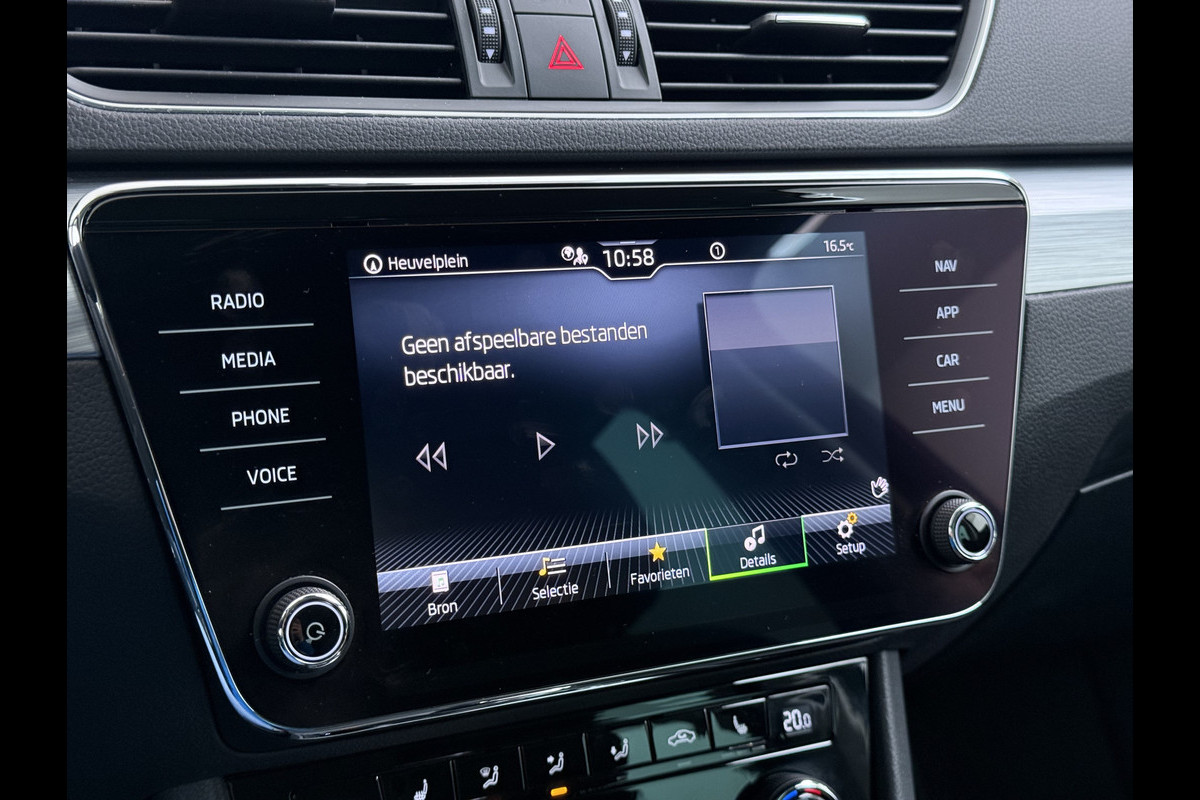 Heuvelplein
10:58
1
16.5°C
RADIO
MEDIA
PHONE
VOICE
Geen afspeelbare bestanden
beschikbaar.
NAV
APP
CAR
MENU
Bron
Selectie
Favorieten
Details
Setup
20.0